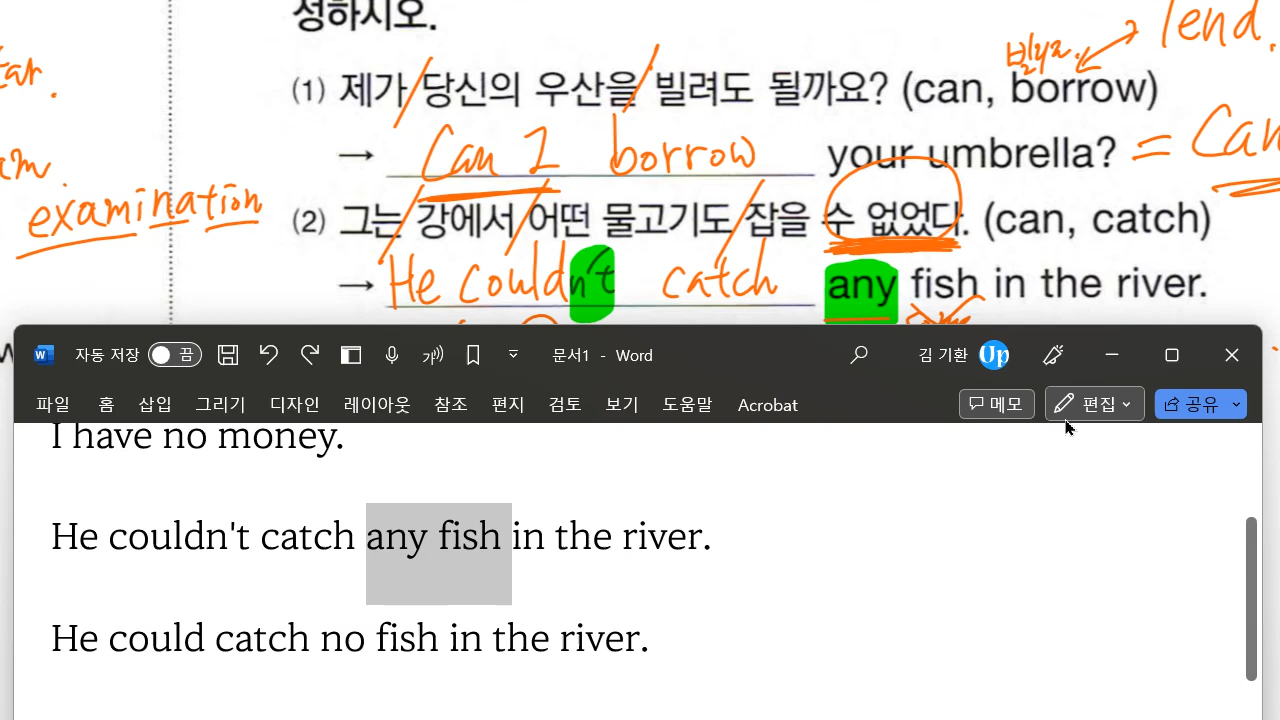 성하시오.
lend.
빌리다.
tar.
(1) 제가 당신의 우산을 빌려도 될까요? (can, borrow)
→ Can I borrow your umbrella? = Can
am.
examination
(2) 그는 강에서 어떤 물고기도 잡을 수 없었다. (can, catch)
→ He couldn't catch any fish in the river.
some
자동 저장 끔 문서1 - Word 김 기환 Up
파일 홈 삽입 그리기 디자인 레이아웃 참조 편지 검토 보기 도움말 Acrobat 메모 편집 공유
I have no money.
He couldn't catch any fish in the river.
He could catch no fish in the river.